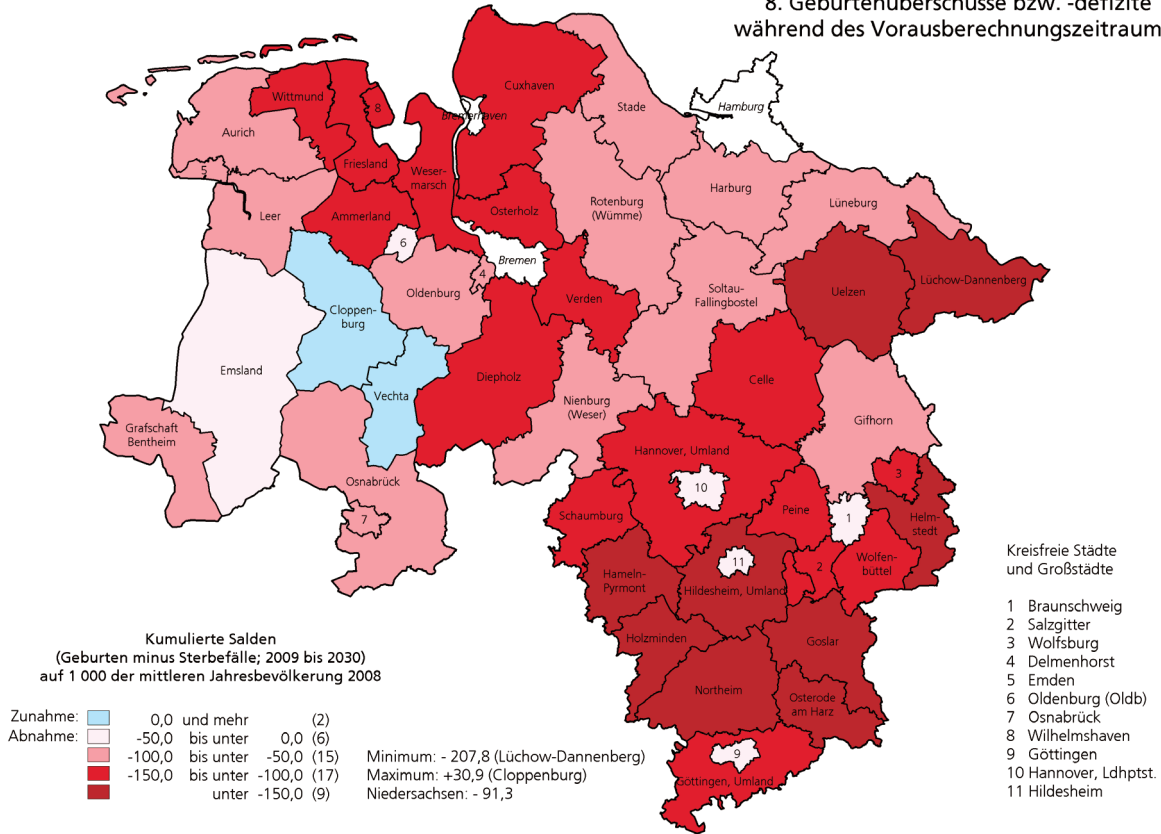 8. Geburtenüberschüsse bzw. -defizite
während des Vorausberechnungszeitraum
Cuxhaven
Wittmund
8
Stade
Hamburg
Bremerhaven
Aurich
Friesland
5
Weser-
marsch
Harburg
Rotenburg
(Wümme)
Lüneburg
Leer
Ammerland
Osterholz
6
Bremen
4
Uelzen
Lüchow-Dannenberg
Oldenburg
Verden
Soltau-
Fallingbostel
Cloppen-
burg
Emsland
Diepholz
Celle
Vechta
Nienburg
(Weser)
Gifhorn
Grafschaft
Bentheim
Hannover, Umland
Osnabrück
3
10
7
Schaumburg
Peine
1
Helm-
stedt
Wolfen-
büttel
11
2
Hameln-
Pyrmont
Hildesheim, Umland
Holzminden
Goslar
Northeim
Osterode
am Harz
9
Göttingen, Umland
Kreisfreie Städte
und Großstädte
1 Braunschweig
2 Salzgitter
3 Wolfsburg
4 Delmenhorst
5 Emden
6 Oldenburg (Oldb)
7 Osnabrück
8 Wilhelmshaven
9 Göttingen
10 Hannover, Ldhptst.
11 Hildesheim
Kumulierte Salden
(Geburten minus Sterbefälle; 2009 bis 2030)
auf 1 000 der mittleren Jahresbevölkerung 2008
Zunahme: 0,0 und mehr (2)
Abnahme: -50,0 bis unter 0,0 (6)
-100,0 bis unter -50,0 (15) Minimum: - 207,8 (Lüchow-Dannenberg)
-150,0 bis unter -100,0 (17) Maximum: +30,9 (Cloppenburg)
unter -150,0 (9) Niedersachsen: - 91,3